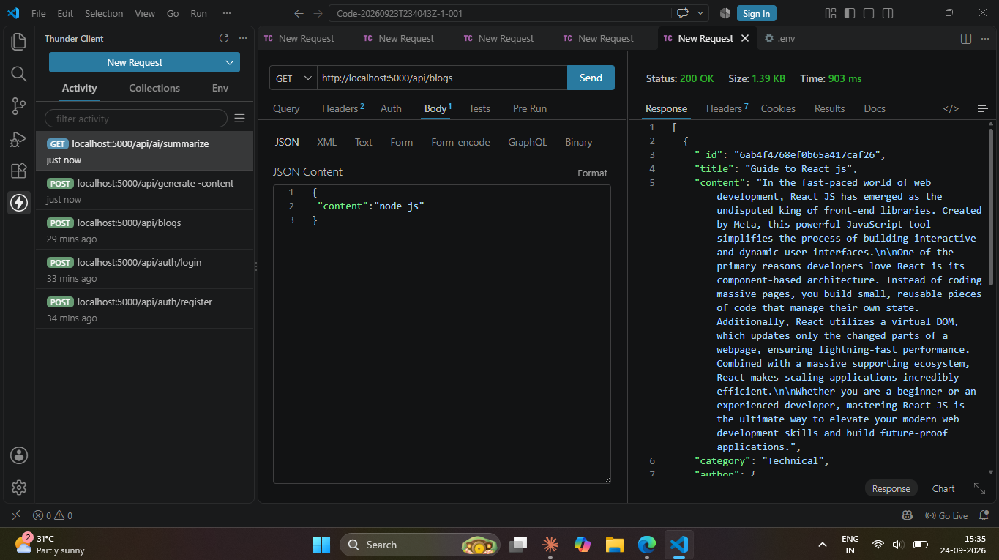 File Edit Selection View Go Run ···
Code-20260923T234043Z-1-001
Sign In
Thunder Client
New Request
Activity Collections Env
filter activity
GET localhost:5000/api/ai/summarize
just now
POST localhost:5000/api/generate -content
just now
POST localhost:5000/api/blogs
29 mins ago
POST localhost:5000/api/auth/login
33 mins ago
POST localhost:5000/api/auth/register
34 mins ago
TC New Request TC New Request TC New Request TC New Request TC New Request .env
GET http://localhost:5000/api/blogs Send
Query Headers 2 Auth Body 1 Tests Pre Run
JSON XML Text Form Form-encode GraphQL Binary
JSON Content Format
1 {
2 "content":"node js"
3 }
Status: 200 OK Size: 1.39 KB Time: 903 ms
Response Headers 7 Cookies Results Docs </>
1 [
2 {
3 "_id": "6ab4f4768ef0b65a417caf26",
4 "title": "Guide to React js",
5 "content": "In the fast-paced world of web
development, React JS has emerged as the
undisputed king of front-end libraries. Created
by Meta, this powerful JavaScript tool
simplifies the process of building interactive
and dynamic user interfaces.\n\nOne of the
primary reasons developers love React is its
component-based architecture. Instead of coding
massive pages, you build small, reusable pieces
of code that manage their own state.
Additionally, React utilizes a virtual DOM,
which updates only the changed parts of a
webpage, ensuring lightning-fast performance.
Combined with a massive supporting ecosystem,
React makes scaling applications incredibly
efficient.\n\nWhether you are a beginner or an
experienced developer, mastering React JS is
the ultimate way to elevate your modern web
development skills and build future-proof
applications.",
6 "category": "Technical",
7 "author": {
Response Chart
0 0
Go Live
2
31°C
Partly sunny
Search
ENG
IN
15:35
24-09-2026